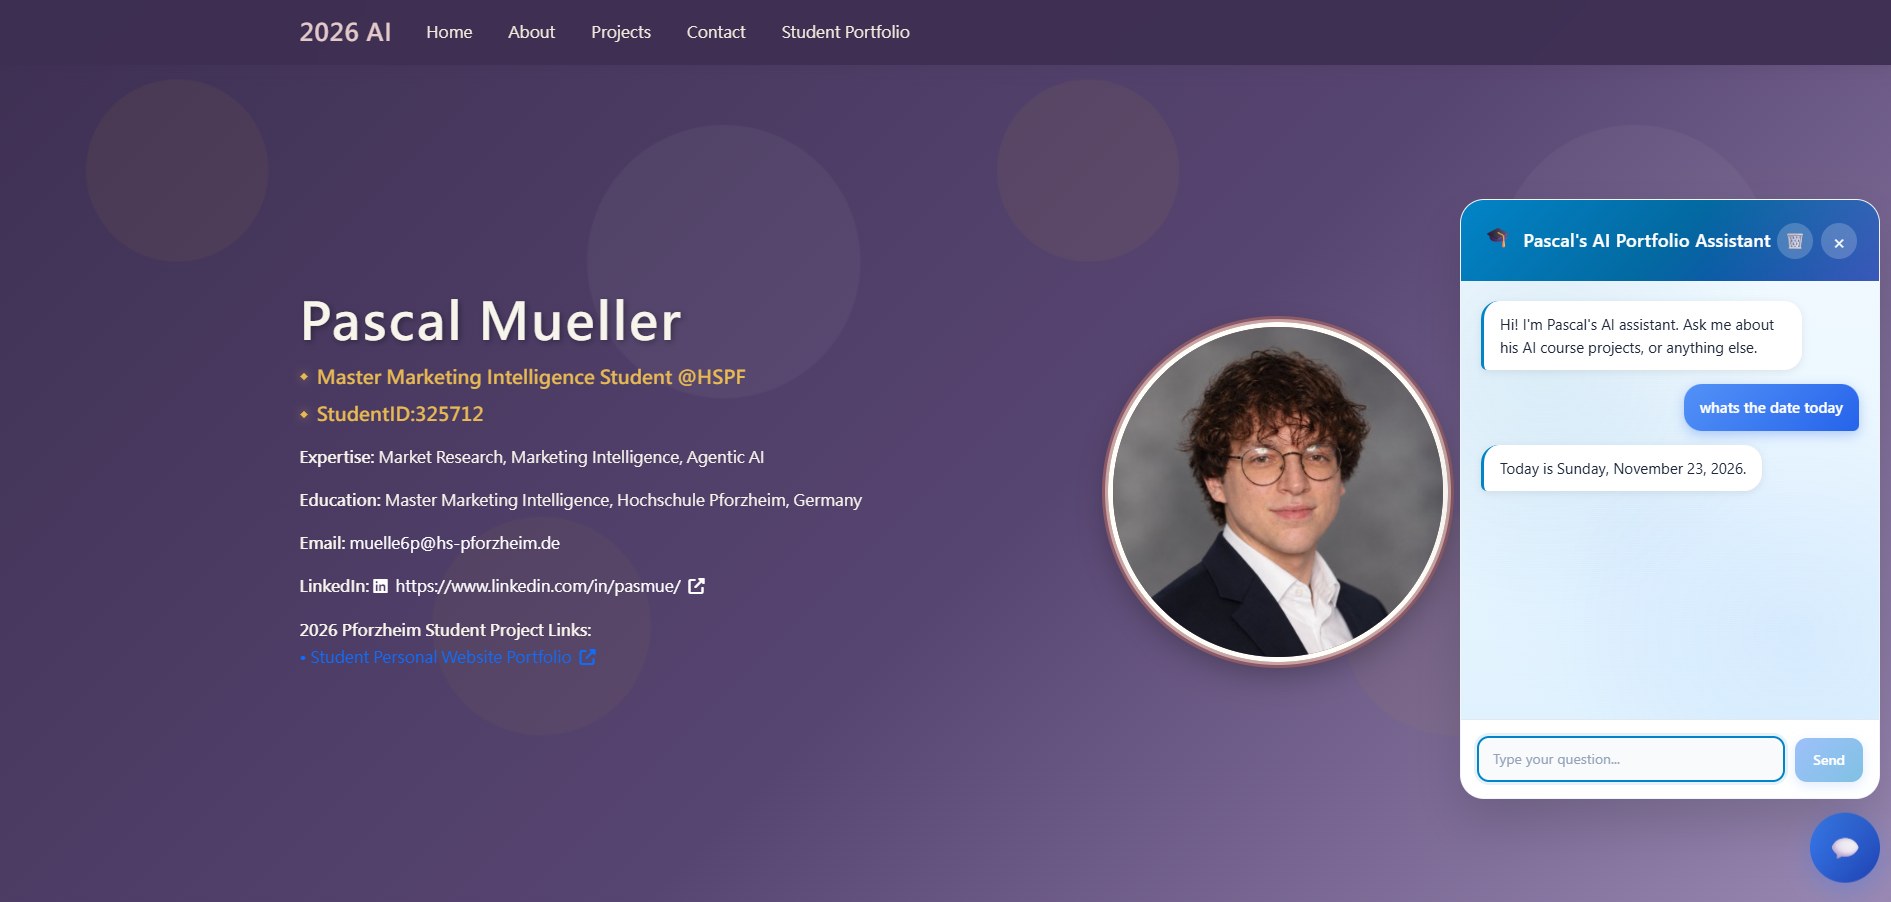 2026 AI Home About Projects Contact Student Portfolio
Pascal Mueller
Master Marketing Intelligence Student @HSPF
StudentID:325712
Expertise: Market Research, Marketing Intelligence, Agentic AI
Education: Master Marketing Intelligence, Hochschule Pforzheim, Germany
Email: muelle6p@hs-pforzheim.de
LinkedIn: https://www.linkedin.com/in/pasmue/
2026 Pforzheim Student Project Links:
• Student Personal Website Portfolio
Pascal's AI Portfolio Assistant
Hi! I'm Pascal's AI assistant. Ask me about
his AI course projects, or anything else.
whats the date today
Today is Sunday, November 23, 2026.
Type your question...
Send